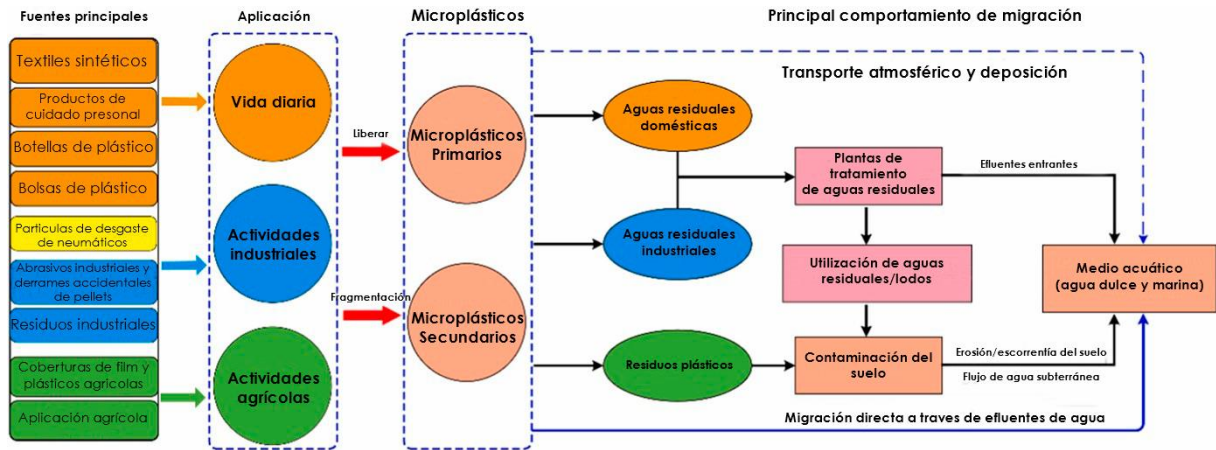 Fuentes principales
Aplicación
Microplásticos
Principal comportamiento de migración
Textiles sintéticos
Productos de
cuidado presonal
Botellas de plástico
Bolsas de plástico
Particulas de desgaste
de neumáticos
Abrasivos industriales y
derrames accidentales
de pellets
Residuos industriales
Coberturas de film y
plásticos agricolas
Aplicación agrícola
Vida diaria
Actividades
industriales
Actividades
agrícolas
Liberar
Fragmentación
Microplásticos
Primarios
Microplásticos
Secundarios
Transporte atmosférico y deposición
Aguas residuales
domésticas
Aguas residuales
industriales
Residuos plásticos
Plantas de
tratamiento
de aguas residuales
Utilización de aguas
residuales/lodos
Contaminación del
suelo
Efluentes entrantes
Medio acuático
(agua dulce y marina)
Erosión/escorrentía del suelo
Flujo de agua subterránea
Migración directa a traves de efluentes de agua